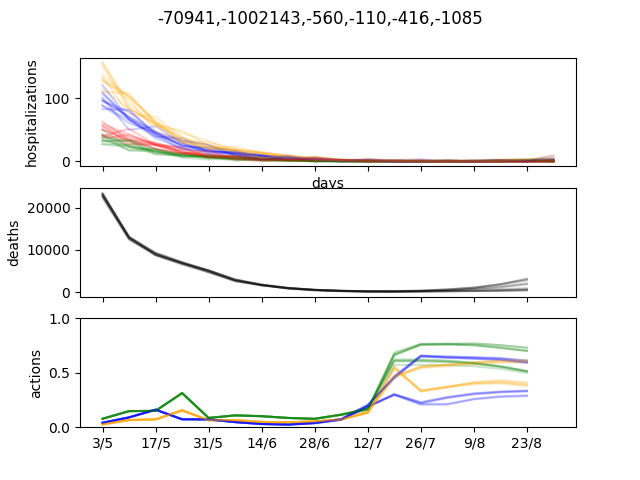 -70941,-1002143,-560,-110,-416,-1085
hospitalizations
100
0
days
deaths
20000
10000
0
actions
1.0
0.5
0.0
3/5 17/5 31/5 14/6 28/6 12/7 26/7 9/8 23/8